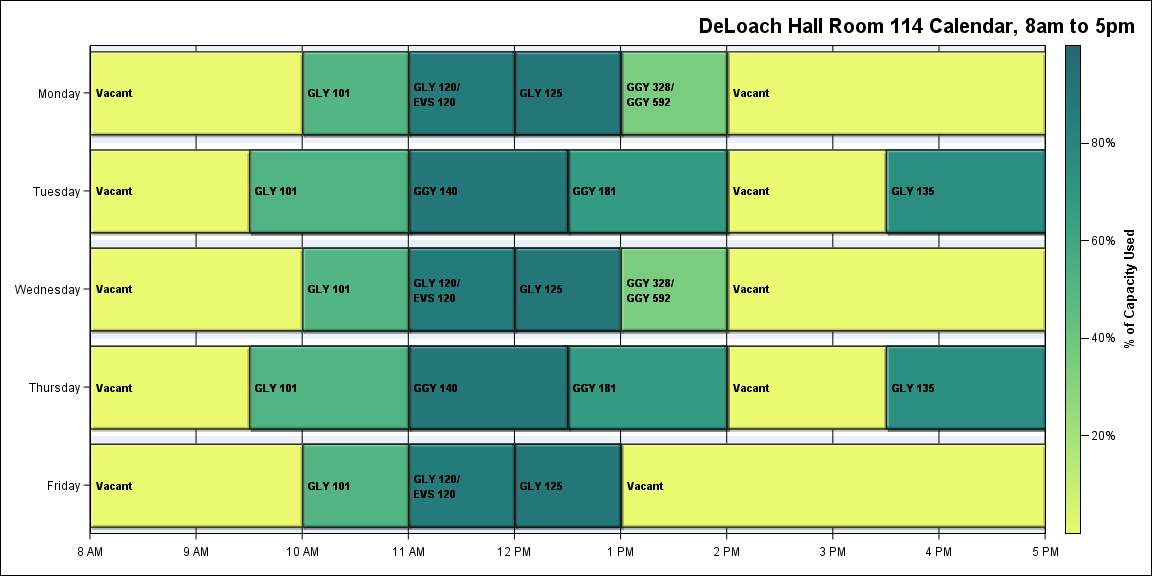 DeLoach Hall Room 114 Calendar, 8am to 5pm
Monday
Vacant
GLY 101
GLY 120/
EVS 120
GLY 125
GGY 328/
GGY 592
Vacant
Tuesday
Vacant
GLY 101
GGY 140
GGY 181
Vacant
GLY 135
Wednesday
Vacant
GLY 101
GLY 120/
EVS 120
GLY 125
GGY 328/
GGY 592
Vacant
Thursday
Vacant
GLY 101
GGY 140
GGY 181
Vacant
GLY 135
Friday
Vacant
GLY 101
GLY 120/
EVS 120
GLY 125
Vacant
8 AM
9 AM
10 AM
11 AM
12 PM
1 PM
2 PM
3 PM
4 PM
5 PM
80%
60%
40%
20%
% of Capacity Used